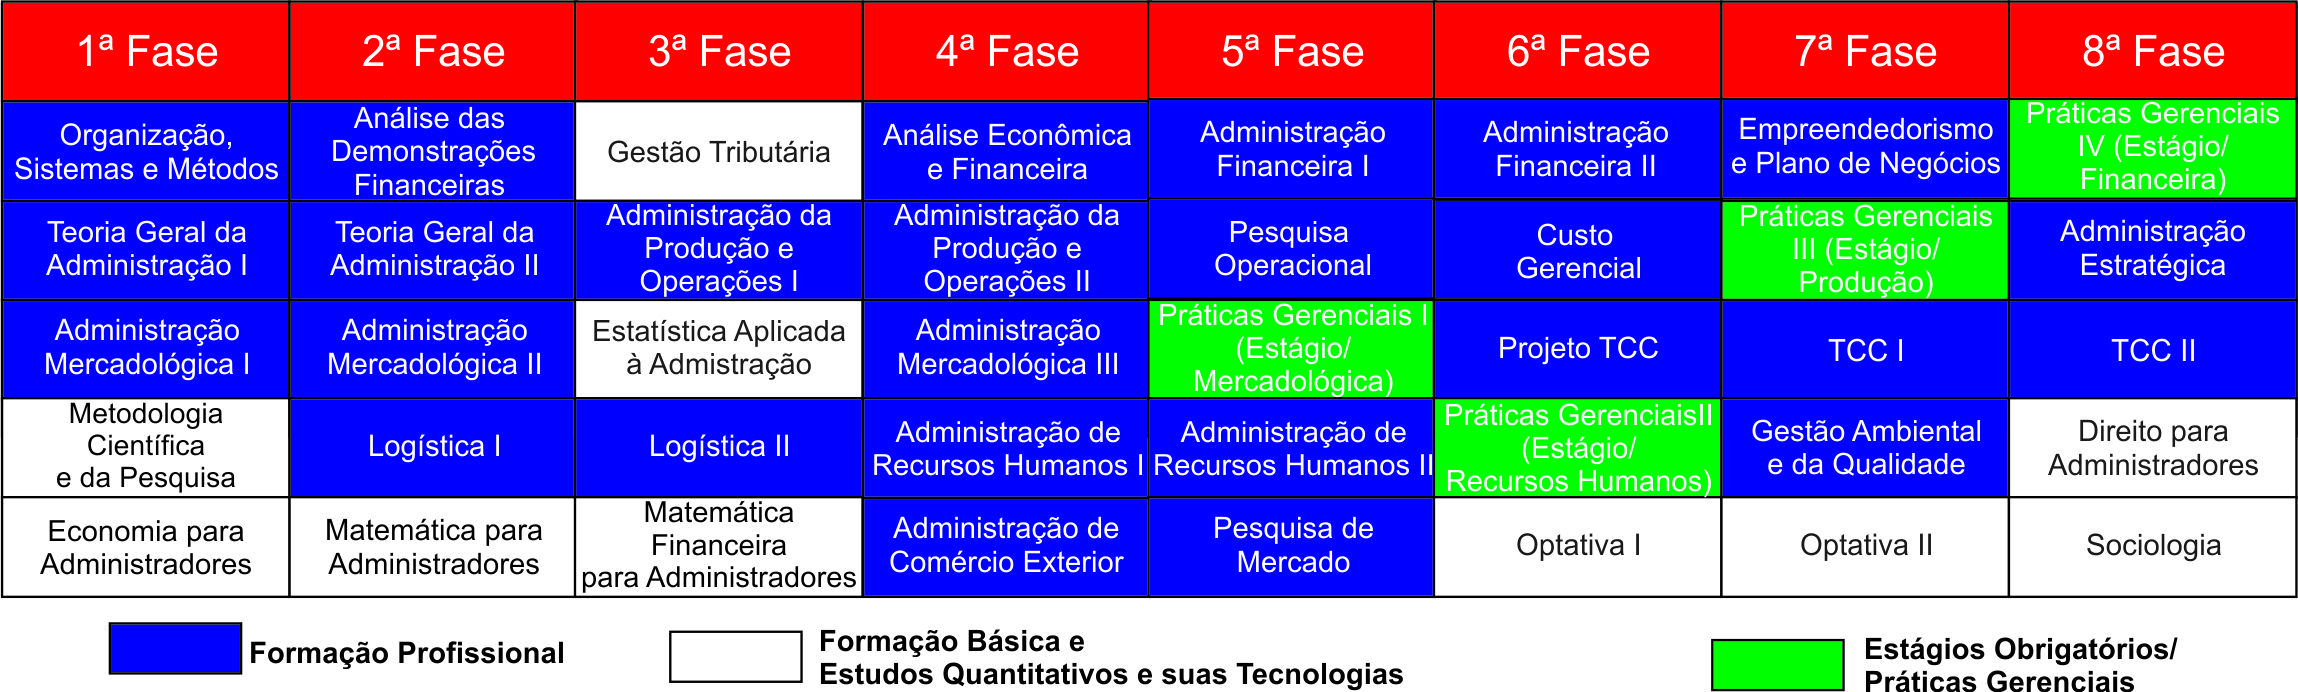 1ª Fase
2ª Fase
3ª Fase
4ª Fase
5ª Fase
6ª Fase
7ª Fase
8ª Fase
Organização,
Sistemas e Métodos
Análise das
Demonstrações
Financeiras
Gestão Tributária
Análise Econômica
e Financeira
Administração
Financeira I
Administração
Financeira II
Empreendedorismo
e Plano de Negócios
Práticas Gerenciais
IV (Estágio/
Financeira)
Teoria Geral da
Administração I
Teoria Geral da
Administração II
Administração da
Produção e
Operações I
Administração da
Produção e
Operações II
Pesquisa
Operacional
Custo
Gerencial
Práticas Gerenciais
III (Estágio/
Produção)
Administração
Estratégica
Administração
Mercadológica I
Administração
Mercadológica II
Estatística Aplicada
à Admistração
Administração
Mercadológica III
Práticas Gerenciais I
(Estágio/
Mercadológica)
Projeto TCC
TCC I
TCC II
Metodologia
Científica
e da Pesquisa
Logística I
Logística II
Administração de
Recursos Humanos I
Administração de
Recursos Humanos II
Práticas GerenciaisII
(Estágio/
Recursos Humanos)
Gestão Ambiental
e da Qualidade
Direito para
Administradores
Economia para
Administradores
Matemática para
Administradores
Matemática
Financeira
para Administradores
Administração de
Comércio Exterior
Pesquisa de
Mercado
Optativa I
Optativa II
Sociologia
Formação Profissional
Formação Básica e
Estudos Quantitativos e suas Tecnologias
Estágios Obrigatórios/
Práticas Gerenciais